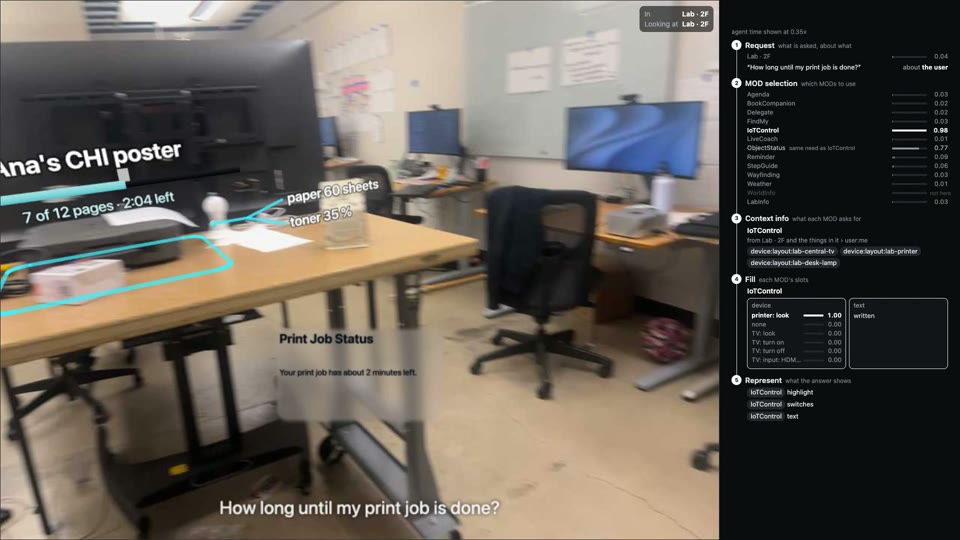 In Lab · 2F
Looking at Lab · 2F
Ana's CHI poster
7 of 12 pages · 2:04 left
paper 60 sheets
toner 35 %
Print Job Status
Your print job has about 2 minutes left.
How long until my print job is done?
agent time shown at 0.35×
1 Request what is asked, about what
Lab · 2F 0.04
"How long until my print job is done?" about the user
2 MOD selection which MODs to use
Agenda 0.03
BookCompanion 0.02
Delegate 0.02
FindMy 0.03
IoTControl 0.98
LiveCoach 0.01
ObjectStatus same need as IoTControl 0.77
Reminder 0.09
StepGuide 0.06
Wayfinding 0.03
Weather 0.01
WorldInfo not here
LabInfo 0.03
3 Context info what each MOD asks for
IoTControl
from Lab · 2F and the things in it › user:me
device:layout:lab-central-tv device:layout:lab-printer
device:layout:lab-desk-lamp
4 Fill each MOD's slots
IoTControl
device
printer: look 1.00
none 0.00
TV: look 0.00
TV: turn on 0.00
TV: turn off 0.00
TV: input: HDM... 0.00
text
written
5 Represent what the answer shows
IoTControl highlight
IoTControl switches
IoTControl text